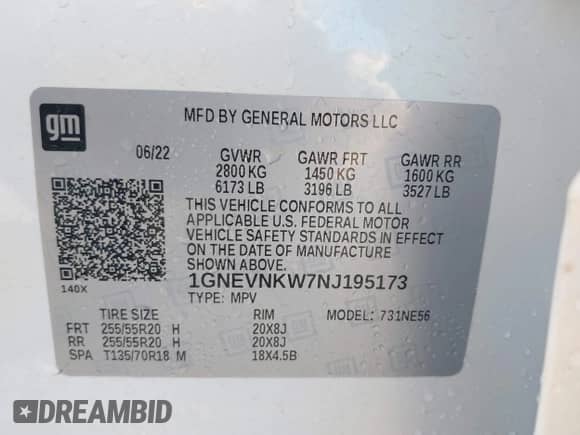 gm
MFD BY GENERAL MOTORS LLC
06/22 GVWR GAWR FRT GAWR RR
2800 KG 1450 KG 1600 KG
6173 LB 3196 LB 3527 LB
THIS VEHICLE CONFORMS TO ALL
APPLICABLE U.S. FEDERAL MOTOR
VEHICLE SAFETY STANDARDS IN EFFECT
ON THE DATE OF MANUFACTURE
SHOWN ABOVE.
140X
1GNEVNKW7NJ195173
TYPE: MPV
TIRE SIZE RIM MODEL: 731NE56
FRT 255/55R20 H 20X8J
RR 255/55R20 H 20X8J
SPA T135/70R18 M 18X4.5B
DREAMBID